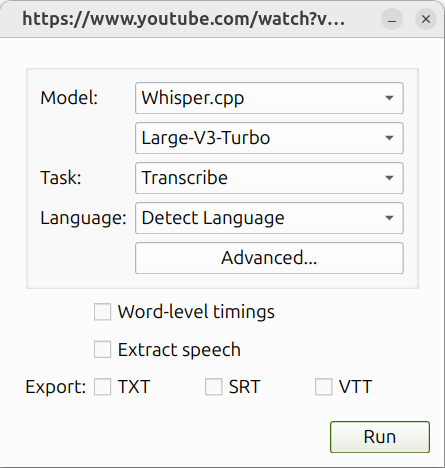 https://www.youtube.com/watch?v...
Model: Whisper.cpp
Large-V3-Turbo
Task: Transcribe
Language: Detect Language
Advanced...
Word-level timings
Extract speech
Export: TXT SRT VTT
Run